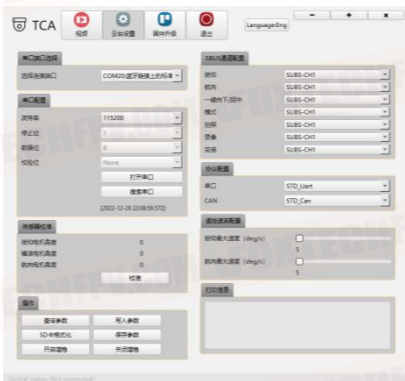 TCA
视频
云台设置
固件升级
退出
Language:Eng
串口端口选择
选择连接端口
COM20:蓝牙链接上的标准
串口配置
波特率
115200
停止位
1
数据位
8
校验位
None
打开串口
搜索串口
[2022-12-29 22:08:59.572]
传感器校准
俯仰电机角度
0
横滚电机角度
0
航向电机角度
0
校准
操作
查询参数
写入参数
SD卡格式化
保存参数
开启增稳
关闭增稳
SBUS通道配置
俯仰
SUBS-CH1
航向
SUBS-CH1
一键向下/回中
SUBS-CH1
模式
SUBS-CH1
拍照
SUBS-CH1
录像
SUBS-CH1
变倍
SUBS-CH1
协议配置
串口
STD_Uart
CAN
STD_Can
遥控速度配置
俯仰最大速度 (deg/s)
5
航向最大速度 (deg/s)
5
打印信息
Gimbal status: Not connected!